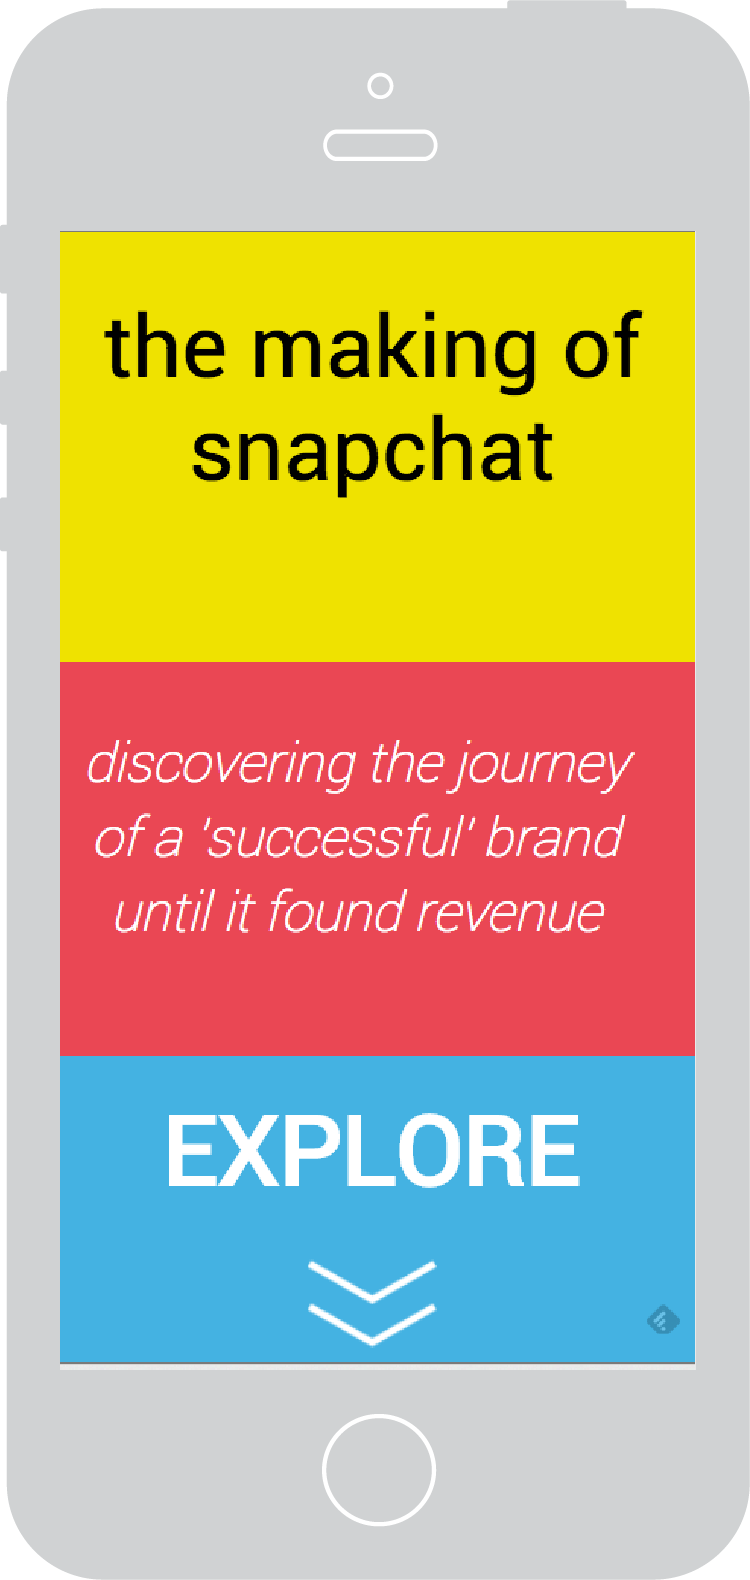 the making of
snapchat
discovering the journey
of a 'successful' brand
until it found revenue
EXPLORE